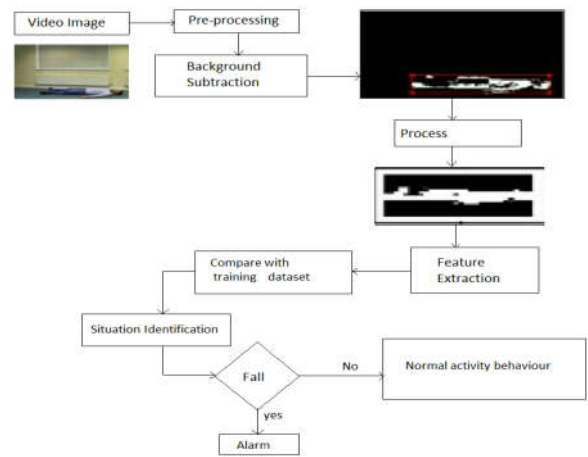 Video Image
Pre-processing
Background
Subtraction
Process
Feature
Extraction
Compare with
training dataset
Situation Identification
Fall
No
Normal activity behaviour
yes
Alarm